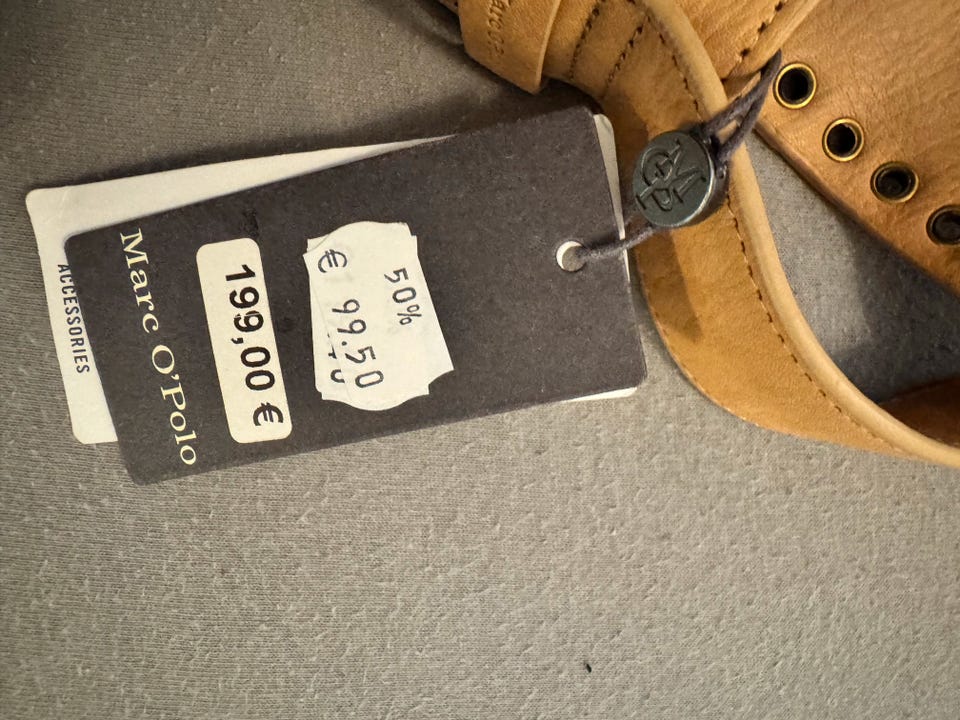 Marc O'Polo
199,00 €
50%
€ 99.50
ACCESSORIES